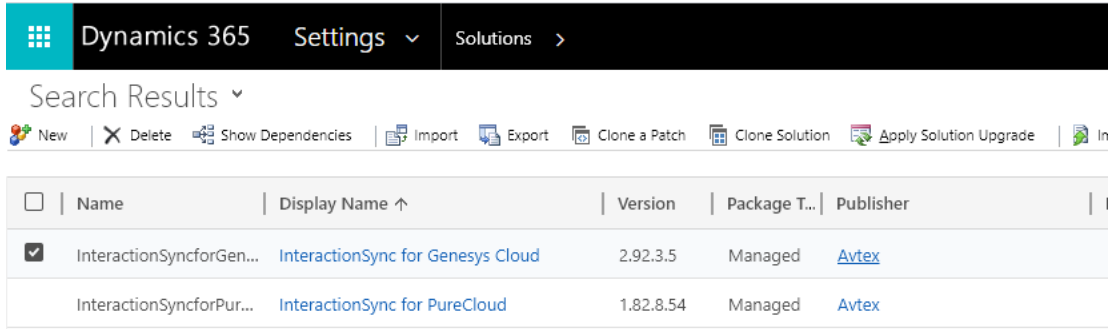 Dynamics 365 Settings Solutions >
Search Results
New Delete Show Dependencies Import Export Clone a Patch Clone Solution Apply Solution Upgrade
Name Display Name ↑ Version Package T... Publisher
InteractionSyncforGen... InteractionSync for Genesys Cloud 2.92.3.5 Managed Avtex
InteractionSyncforPur... InteractionSync for PureCloud 1.82.8.54 Managed Avtex